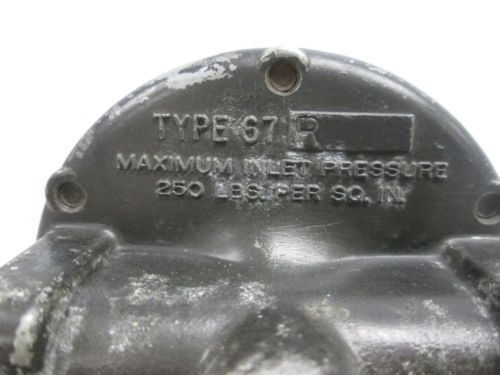 TYPE 67 R
MAXIMUM INLET PRESSURE
250 LBS. PER SQ. IN.